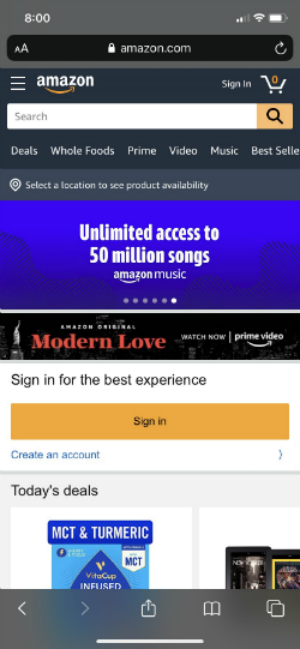 8:00
AA amazon.com
amazon
Sign In
0
Search
Deals Whole Foods Prime Video Music Best Selle
Select a location to see product availability
Unlimited access to
50 million songs
amazon music
AMAZON ORIGINAL
Modern Love
WATCH NOW
prime video
Sign in for the best experience
Sign in
Create an account
Today's deals
MCT & TURMERIC
MCT
VitaCup
INFUSED